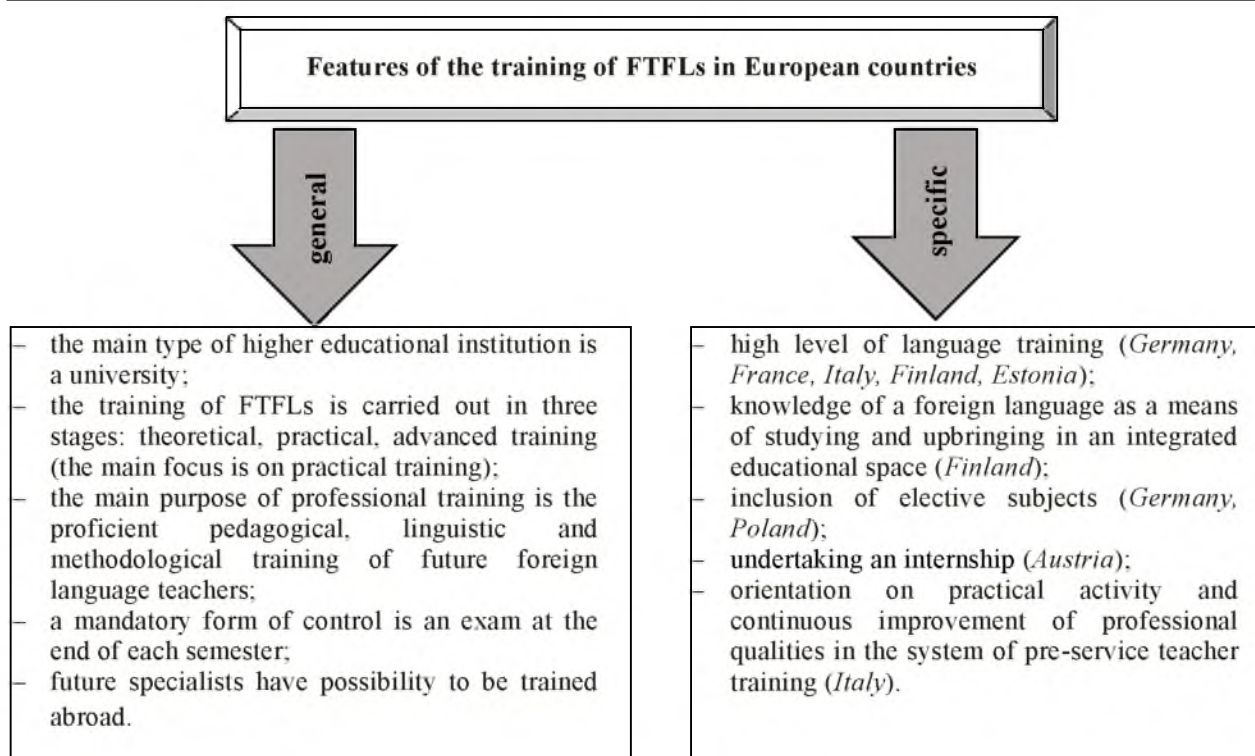 Features of the training of FTFLs in European countries
general
specific
– the main type of higher educational institution is
a university;
– the training of FTFLs is carried out in three
stages: theoretical, practical, advanced training
(the main focus is on practical training);
– the main purpose of professional training is the
proficient pedagogical, linguistic and
methodological training of future foreign
language teachers;
– a mandatory form of control is an exam at the
end of each semester;
– future specialists have possibility to be trained
abroad.
– high level of language training (Germany,
France, Italy, Finland, Estonia);
– knowledge of a foreign language as a means
of studying and upbringing in an integrated
educational space (Finland);
– inclusion of elective subjects (Germany,
Poland);
– undertaking an internship (Austria);
– orientation on practical activity and
continuous improvement of professional
qualities in the system of pre-service teacher
training (Italy).